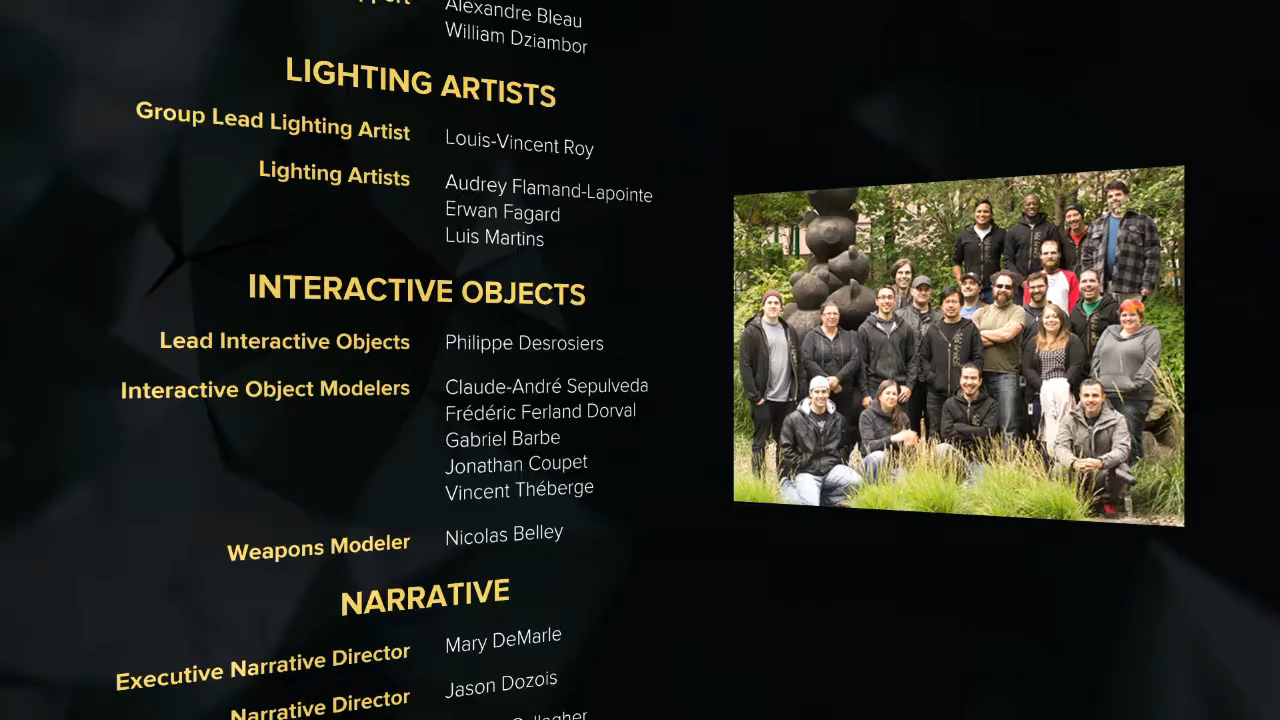 Alexandre Bleau
William Dziambor
LIGHTING ARTISTS
Group Lead Lighting Artist Louis-Vincent Roy
Lighting Artists Audrey Flamand-Lapointe
Erwan Fagard
Luis Martins
INTERACTIVE OBJECTS
Lead Interactive Objects Philippe Desrosiers
Interactive Object Modelers Claude-André Sepulveda
Frédéric Ferland Dorval
Gabriel Barbe
Jonathan Coupet
Vincent Théberge
Weapons Modeler Nicolas Belley
NARRATIVE
Executive Narrative Director Mary DeMarle
Narrative Director Jason Dozois